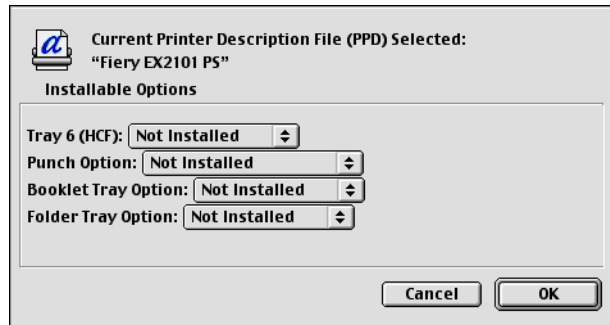 Current Printer Description File (PPD) Selected:
“Fiery EX2101 PS”
Installable Options
Tray 6 (HCF): Not Installed
Punch Option: Not Installed
Booklet Tray Option: Not Installed
Folder Tray Option: Not Installed
Cancel OK